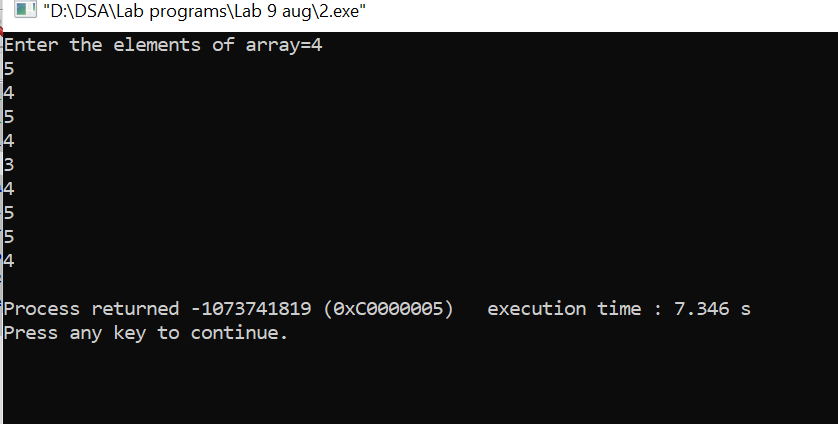 "D:\DSA\Lab programs\Lab 9 aug\2.exe"
Enter the elements of array=4
5
4
5
4
3
4
5
5
4
Process returned -1073741819 (0xC0000005)   execution time : 7.346 s
Press any key to continue.